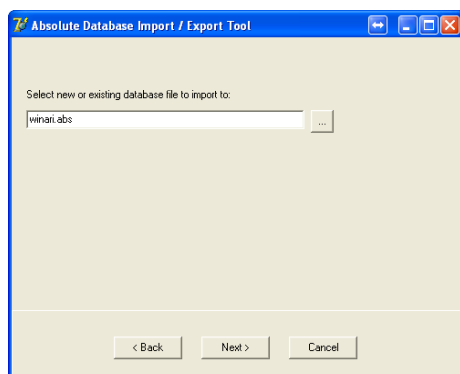 Absolute Database Import / Export Tool
Select new or existing database file to import to:
winari.abs
...
< Back
Next >
Cancel